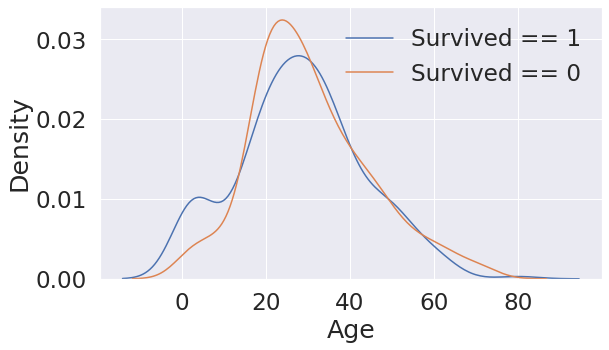 0.03
0.02
0.01
0.00
Density
0
20
40
60
80
Age
Survived == 1
Survived == 0